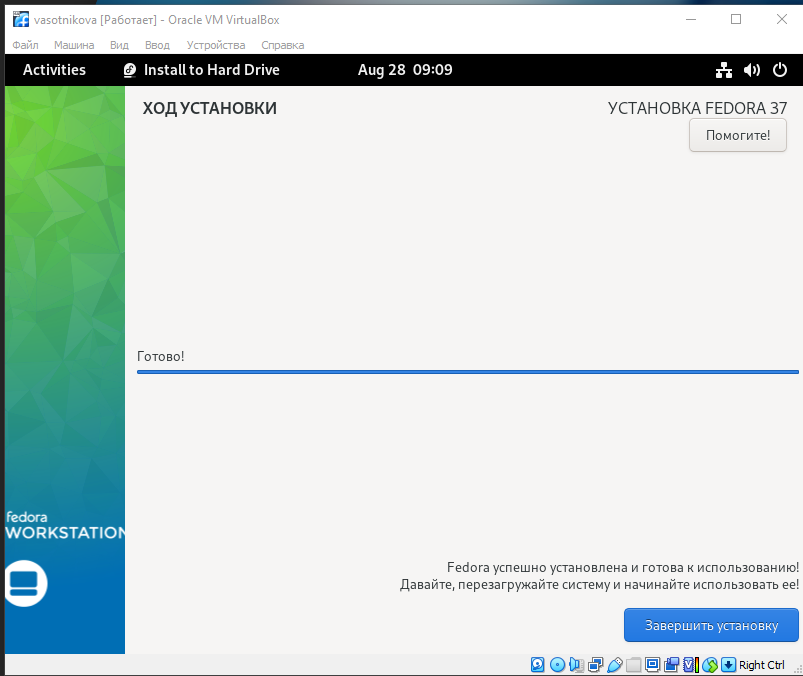 vasotnikova [Работает] - Oracle VM VirtualBox
Файл Машина Вид Ввод Устройства Справка
Activities Install to Hard Drive Aug 28 09:09
ХОД УСТАНОВКИ
УСТАНОВКА FEDORA 37
Помогите!
Готово!
fedora
WORKSTATION
Fedora успешно установлена и готова к использованию!
Давайте, перезагружайте систему и начинайте использовать ее!
Завершить установку
Right Ctrl